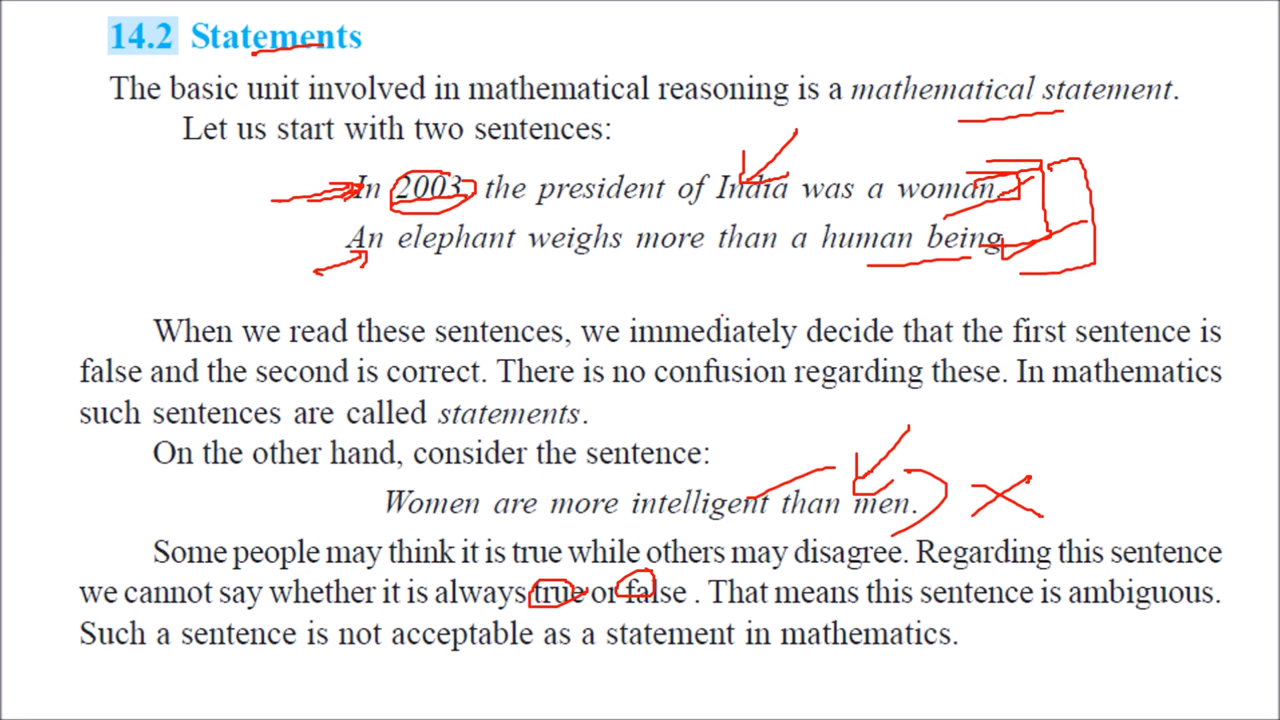 14.2 Statements
The basic unit involved in mathematical reasoning is a mathematical statement.
Let us start with two sentences:
In 2003, the president of India was a woman.
An elephant weighs more than a human being.
When we read these sentences, we immediately decide that the first sentence is
false and the second is correct. There is no confusion regarding these. In mathematics
such sentences are called statements.
On the other hand, consider the sentence:
Women are more intelligent than men.
Some people may think it is true while others may disagree. Regarding this sentence
we cannot say whether it is always true or false . That means this sentence is ambiguous.
Such a sentence is not acceptable as a statement in mathematics.